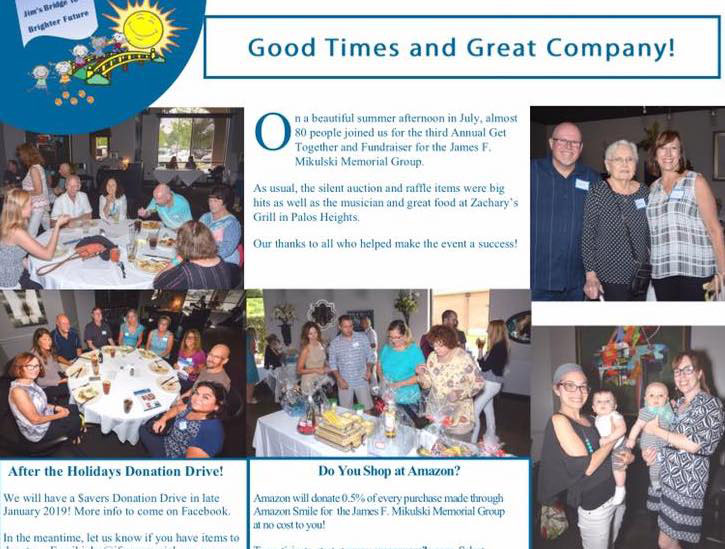 Jim's Bridge to
Brighter Future
Good Times and Great Company!
On a beautiful summer afternoon in July, almost
80 people joined us for the third Annual Get
Together and Fundraiser for the James F.
Mikulski Memorial Group.
As usual, the silent auction and raffle items were big
hits as well as the musician and great food at Zachary's
Grill in Palos Heights.
Our thanks to all who helped make the event a success!
After the Holidays Donation Drive!
We will have a $avers Donation Drive in late
January 2019! More info to come on Facebook.
In the meantime, let us know if you have items to
Do You Shop at Amazon?
Amazon will donate 0.5% of every purchase made through
Amazon Smile for the James F. Mikulski Memorial Group
at no cost to you!